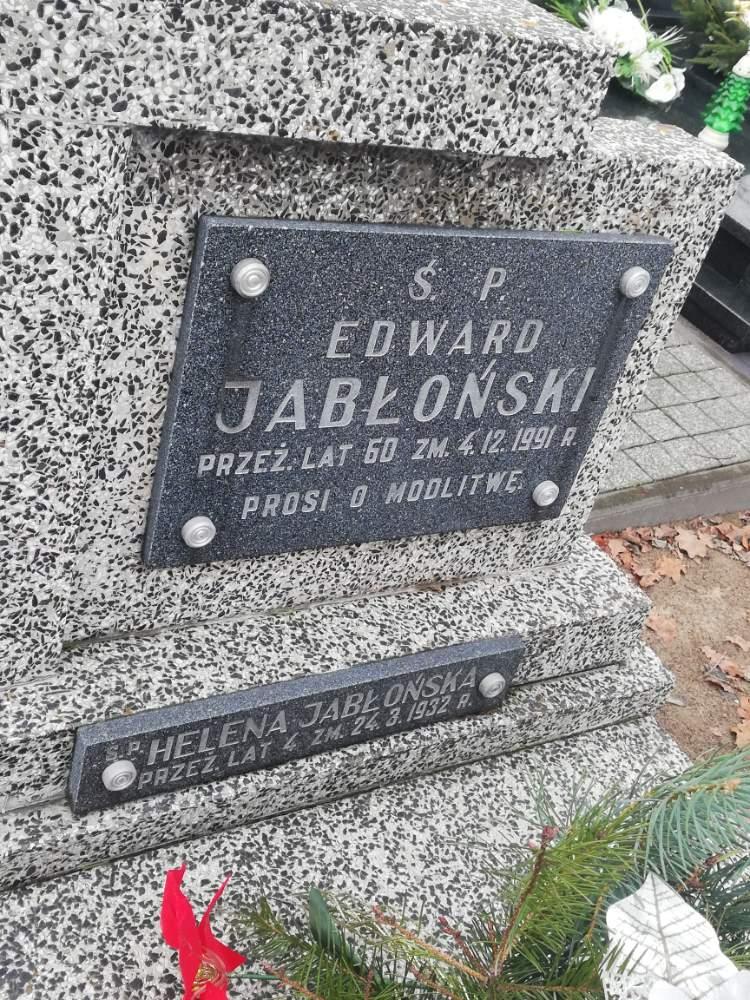 Ś. P.
EDWARD
JABŁOŃSKI
PRZEŻ. LAT 60 ZM. 4.12.1991 R.
PROSI O MODLITWĘ.
Ś.P. HELENA JABŁOŃSKA
PRZEŻ. LAT 4 ZM. 24.3.1932 R.